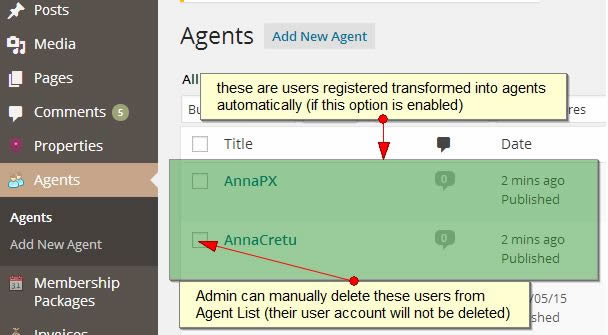 Posts
Media
Pages
Comments 5
Properties
Agents
Agents
Add New Agent
Membership
Packages
Invoices
Agents Add New Agent
All
these are users registered transformed into agents
automatically (if this option is enabled)
Bu
res
Title
Date
AnnaPX
0
2 mins ago
Published
AnnaCretu
0
2 mins ago
Published
Admin can manually delete these users from
Agent List (their user account will not be deleted)
/05/15
shed